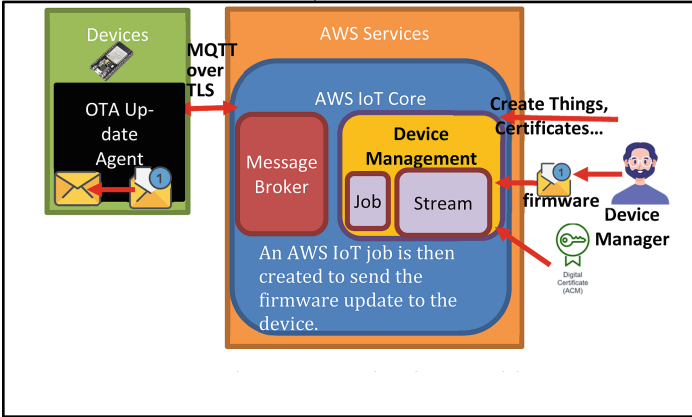 Devices
MQTT
over
TLS
OTA Up-
date
Agent
1
AWS Services
AWS IoT Core
Message
Broker
Device
Management
Job
Stream
An AWS IoT job is then
created to send the
firmware update to the
device.
Create Things,
Certificates...
1
firmware
Device
Manager
Digital
Certificate
(ACM)